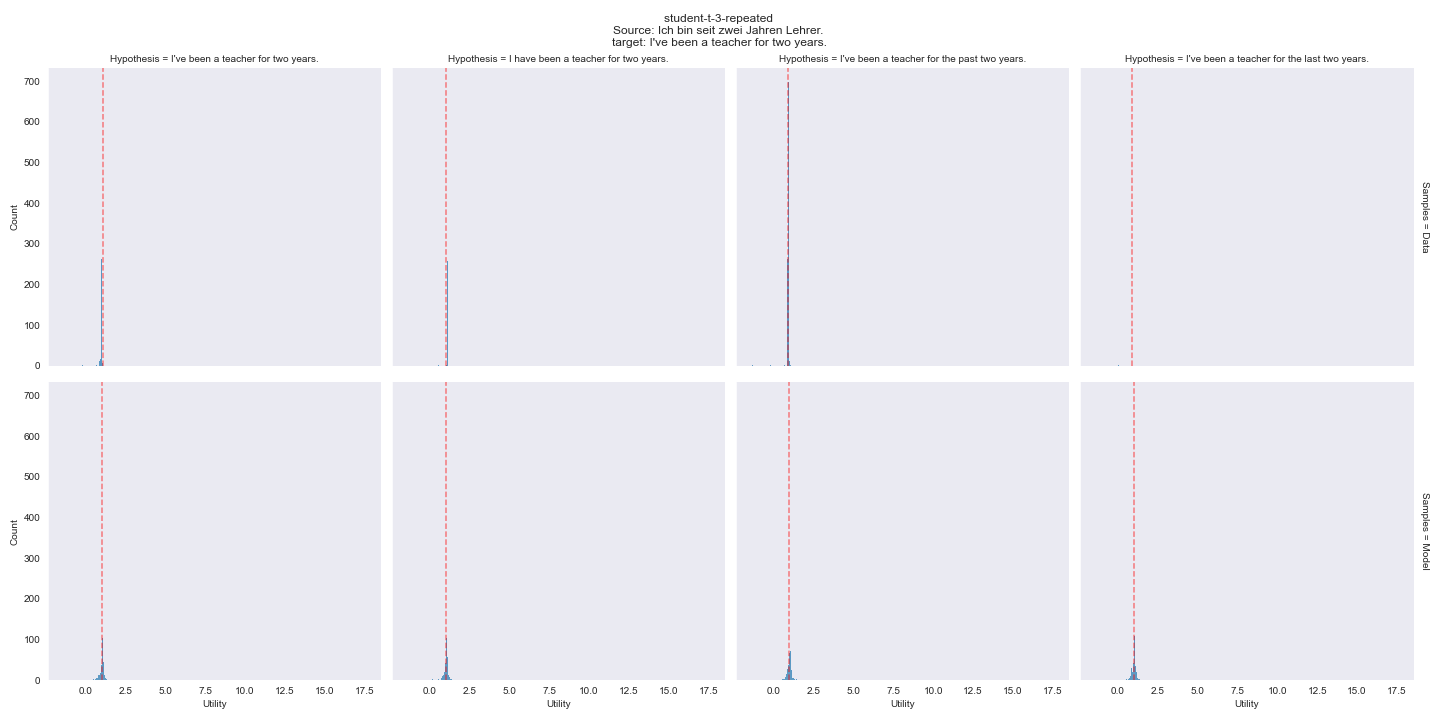 student-t-3-repeated
Source: Ich bin seit zwei Jahren Lehrer.
target: I've been a teacher for two years.
Hypothesis = I've been a teacher for two years.
Hypothesis = I have been a teacher for two years.
Hypothesis = I've been a teacher for the past two years.
Hypothesis = I've been a teacher for the last two years.
700
600
500
400
300
200
100
0
Count
Samples = Data
700
600
500
400
300
200
100
0
Count
Samples = Model
0.0 2.5 5.0 7.5 10.0 12.5 15.0 17.5
Utility
0.0 2.5 5.0 7.5 10.0 12.5 15.0 17.5
Utility
0.0 2.5 5.0 7.5 10.0 12.5 15.0 17.5
Utility
0.0 2.5 5.0 7.5 10.0 12.5 15.0 17.5
Utility